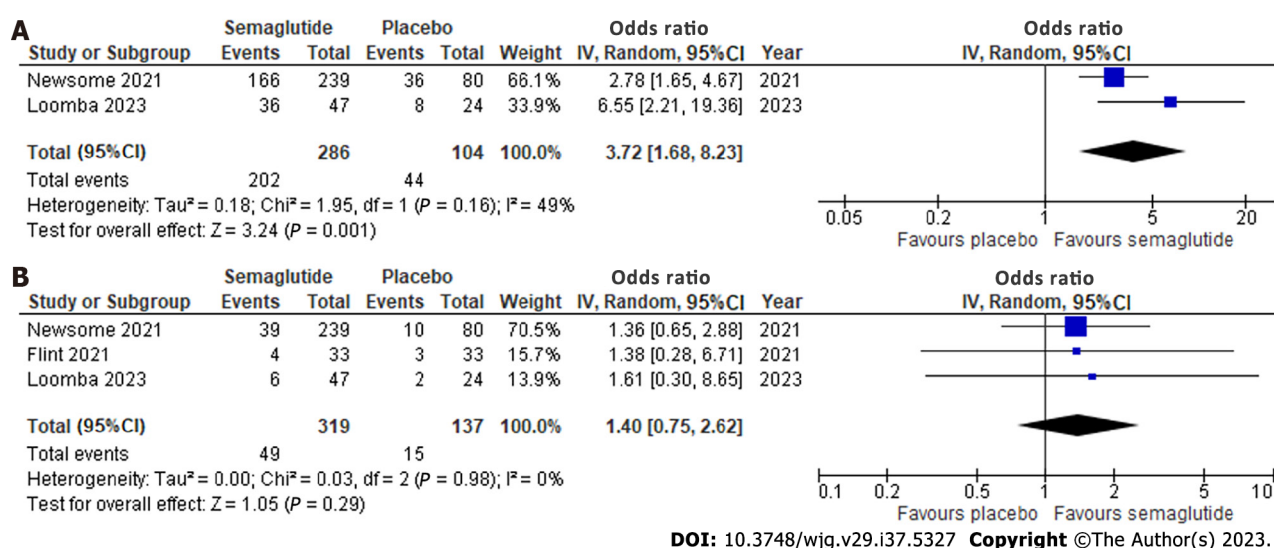 A
Semaglutide Placebo Odds ratio Odds ratio
Study or Subgroup Events Total Events Total Weight IV, Random, 95%CI Year IV, Random, 95%CI
Newsome 2021 166 239 36 80 66.1% 2.78 [1.65, 4.67] 2021
Loomba 2023 36 47 8 24 33.9% 6.55 [2.21, 19.36] 2023
Total (95%CI) 286 104 100.0% 3.72 [1.68, 8.23]
Total events 202 44
Heterogeneity: Tau² = 0.18; Chi² = 1.95, df = 1 (P = 0.16); I² = 49%
Test for overall effect: Z = 3.24 (P = 0.001)
0.05 0.2 1 5 20
Favours placebo Favours semaglutide
B
Semaglutide Placebo Odds ratio Odds ratio
Study or Subgroup Events Total Events Total Weight IV, Random, 95%CI Year IV, Random, 95%CI
Newsome 2021 39 239 10 80 70.5% 1.36 [0.65, 2.88] 2021
Flint 2021 4 33 3 33 15.7% 1.38 [0.28, 6.71] 2021
Loomba 2023 6 47 2 24 13.9% 1.61 [0.30, 8.65] 2023
Total (95%CI) 319 137 100.0% 1.40 [0.75, 2.62]
Total events 49 15
Heterogeneity: Tau² = 0.00; Chi² = 0.03, df = 2 (P = 0.98); I² = 0%
Test for overall effect: Z = 1.05 (P = 0.29)
0.1 0.2 0.5 1 2 5 10
Favours placebo Favours semaglutide
DOI: 10.3748/wjg.v29.i37.5327 Copyright ©The Author(s) 2023.